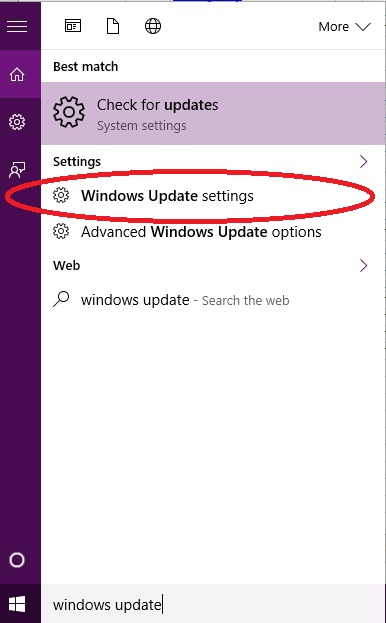 More
Best match
Check for updates
System settings
Settings
Windows Update settings
Advanced Windows Update options
Web
windows update - Search the web
windows update